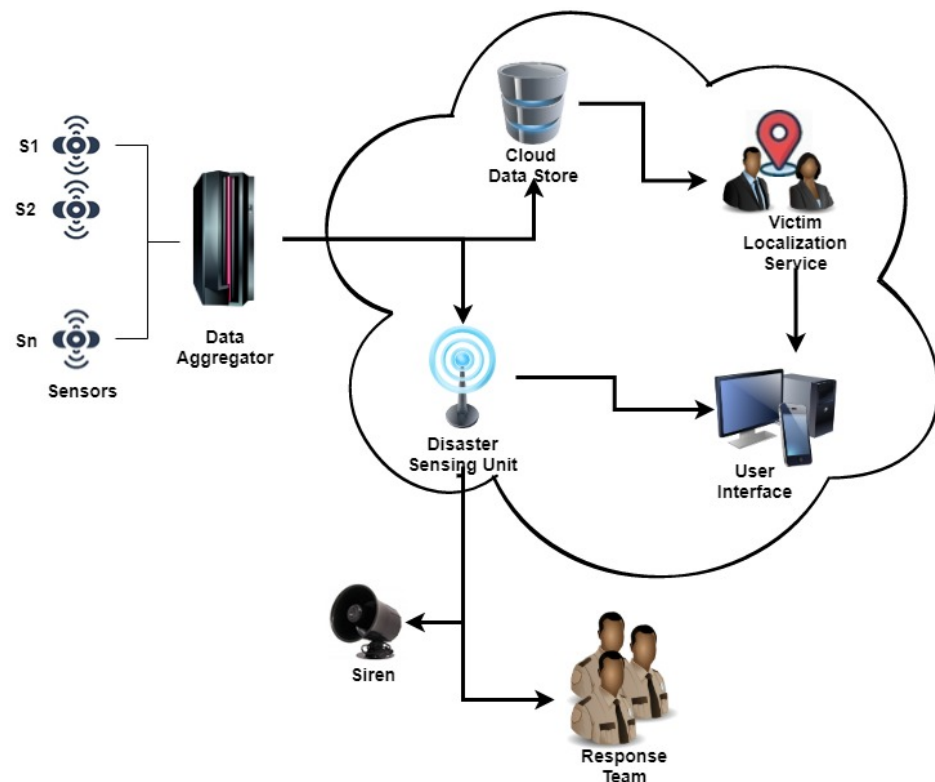 S1
S2
Sn
Sensors
Data
Aggregator
Cloud
Data Store
Victim
Localization
Service
Disaster
Sensing Unit
User
Interface
Siren
Response
Team